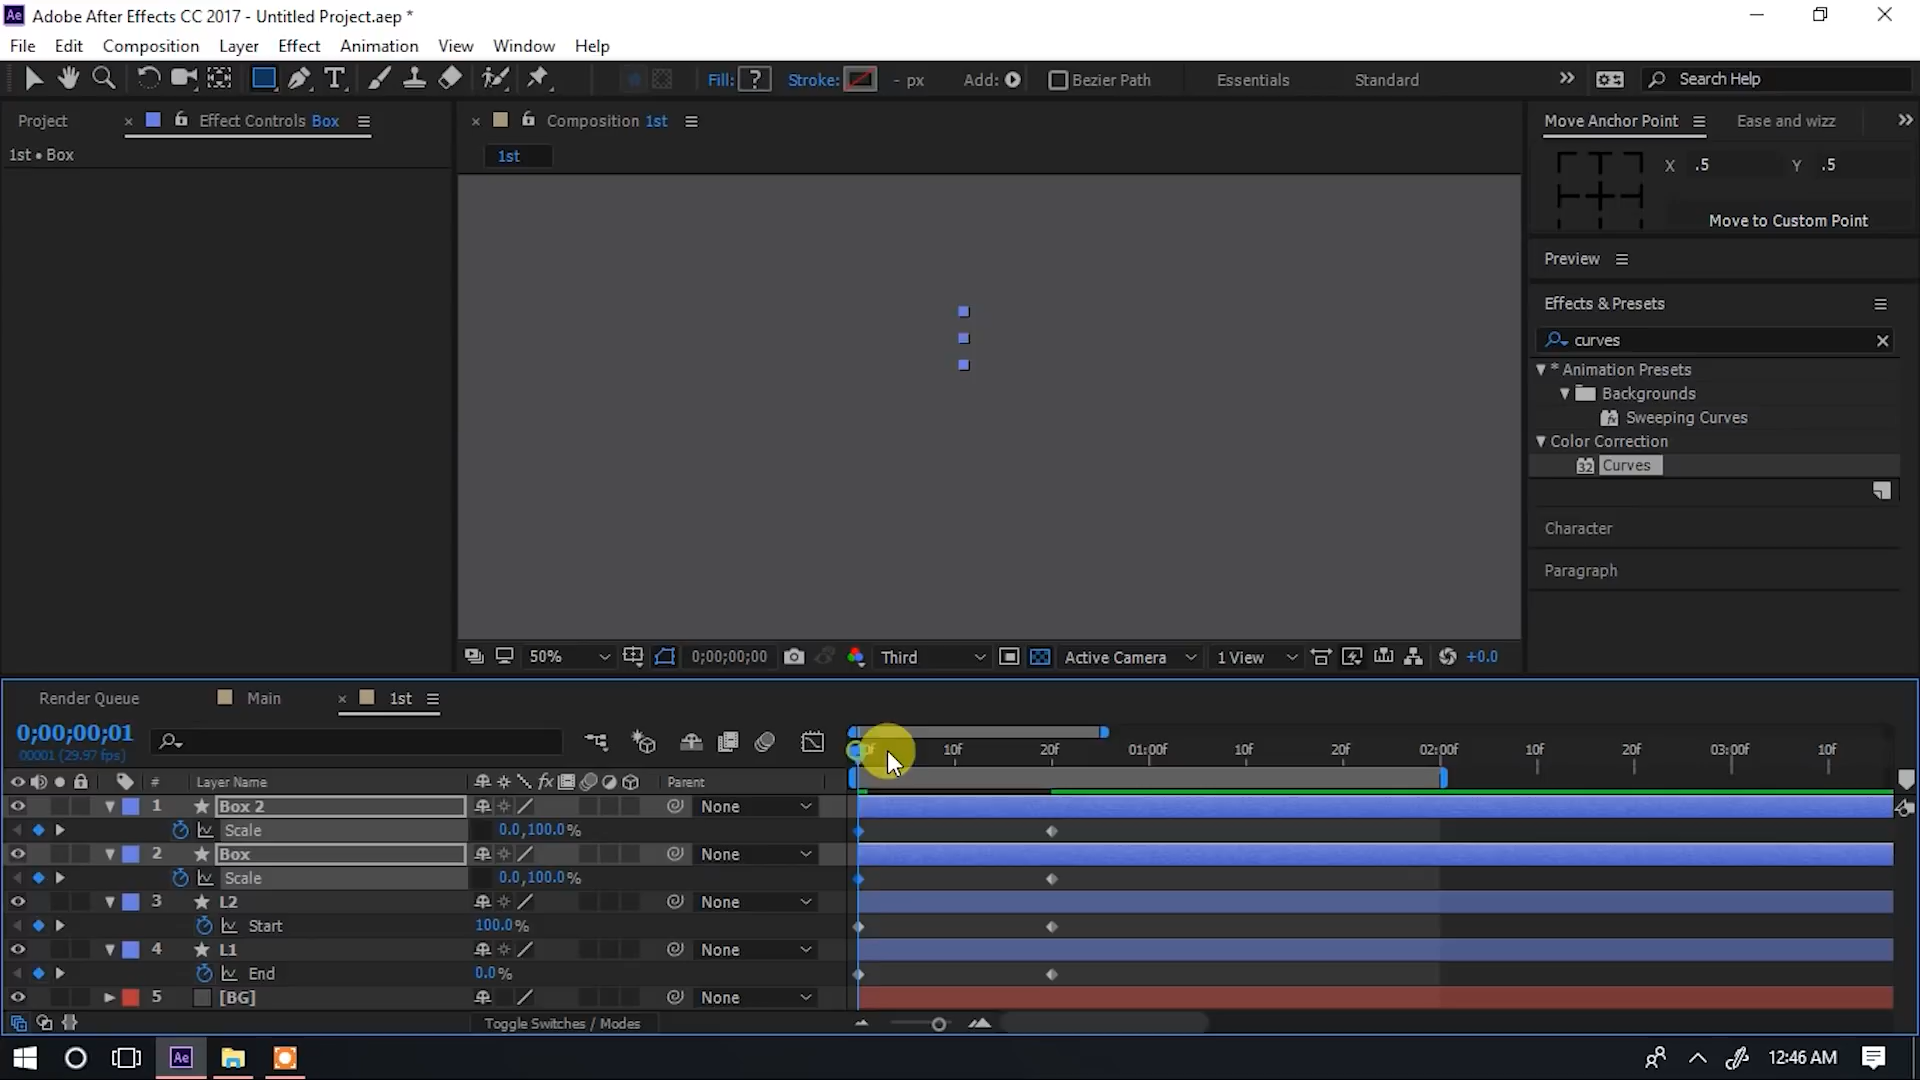 Ae Adobe After Effects CC 2017 - Untitled Project.aep *
File Edit Composition Layer Effect Animation View Window Help
T Fill: ? Stroke: - px Add: Bezier Path Essentials Standard Search Help
Project Effect Controls Box
1st • Box
Composition 1st
1st
Move Anchor Point Ease and wizz
X .5 Y .5
Move to Custom Point
Preview
Effects & Presets
curves
* Animation Presets
Backgrounds
Sweeping Curves
Color Correction
32 Curves
Character
Paragraph
50% 0;00;00;00 Third Active Camera 1 View +0.0
Render Queue Main 1st
0;00;00;01
00001 (29.97 fps)
10f 20f 01:00f 10f 20f 02:00f 10f 20f 03:00f 10f
# Layer Name fx Parent
1 Box 2 None
Scale 0.0,100.0%
2 Box None
Scale 0.0,100.0%
3 L2 None
Start 100.0%
4 L1 None
End 0.0%
5 [BG] None
Toggle Switches / Modes
Ae 12:46 AM